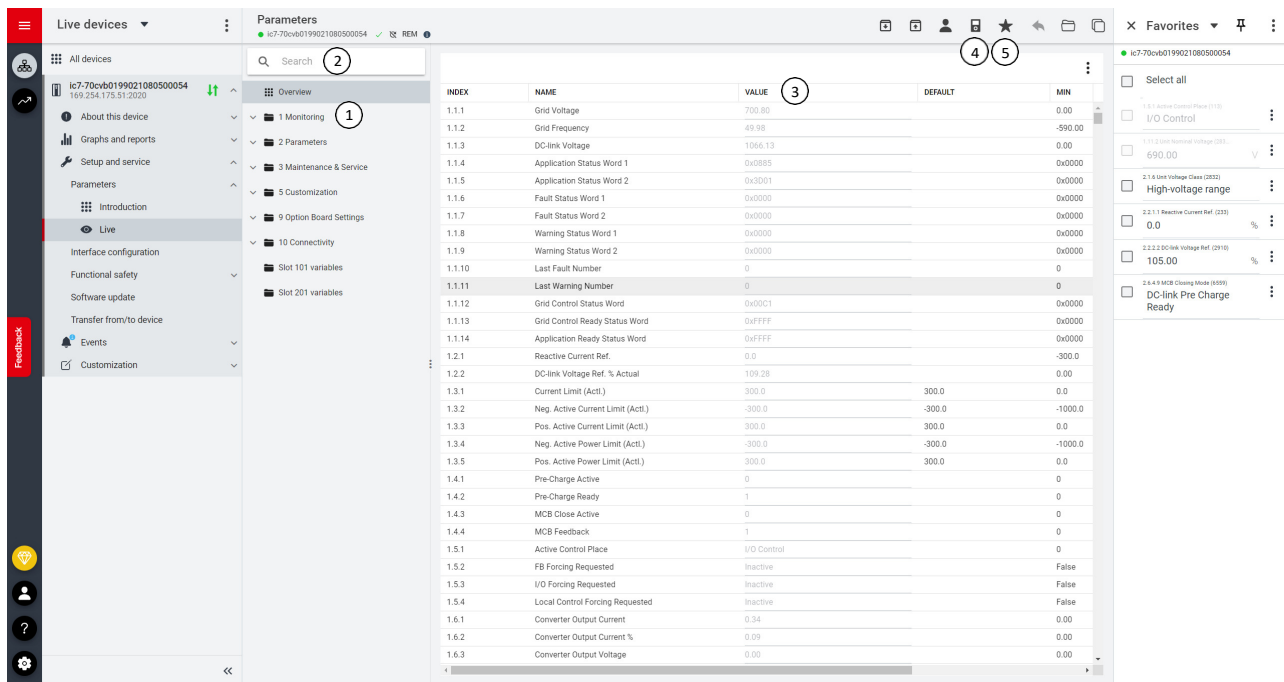 Live devices
Parameters
ic7-70cvb0199021080500054
REM
4
5
Favorites
ic7-70cvb0199021080500054
All devices
ic7-70cvb0199021080500054
169.254.175.51:2020
About this device
Graphs and reports
Setup and service
Parameters
Introduction
Live
Interface configuration
Functional safety
Software update
Transfer from/to device
Events
Customization
Feedback
Search
2
Overview
1
1 Monitoring
2 Parameters
3 Maintenance & Service
5 Customization
9 Option Board Settings
10 Connectivity
Slot 101 variables
Slot 201 variables
INDEX NAME VALUE 3 DEFAULT MIN
1.1.1 Grid Voltage 700.80 0.00
1.1.2 Grid Frequency 49.98 -590.00
1.1.3 DC-link Voltage 1066.13 0.00
1.1.4 Application Status Word 1 0x0885 0x0000
1.1.5 Application Status Word 2 0x3D01 0x0000
1.1.6 Fault Status Word 1 0x0000 0x0000
1.1.7 Fault Status Word 2 0x0000 0x0000
1.1.8 Warning Status Word 1 0x0000 0x0000
1.1.9 Warning Status Word 2 0x0000 0x0000
1.1.10 Last Fault Number 0 0
1.1.11 Last Warning Number 0 0
1.1.12 Grid Control Status Word 0x00C1 0x0000
1.1.13 Grid Control Ready Status Word 0xFFFF 0x0000
1.1.14 Application Ready Status Word 0xFFFF 0x0000
1.2.1 Reactive Current Ref. 0.0 -300.0
1.2.2 DC-link Voltage Ref. % Actual 109.28 0.00
1.3.1 Current Limit (Actl.) 300.0 300.0 0.0
1.3.2 Neg. Active Current Limit (Actl.) -300.0 -300.0 -1000.0
1.3.3 Pos. Active Current Limit (Actl.) 300.0 300.0 0.0
1.3.4 Neg. Active Power Limit (Actl.) -300.0 -300.0 -1000.0
1.3.5 Pos. Active Power Limit (Actl.) 300.0 300.0 0.0
1.4.1 Pre-Charge Active 0 0
1.4.2 Pre-Charge Ready 1 0
1.4.3 MCB Close Active 0 0
1.4.4 MCB Feedback 1 0
1.5.1 Active Control Place I/O Control 0
1.5.2 FB Forcing Requested Inactive False
1.5.3 I/O Forcing Requested Inactive False
1.5.4 Local Control Forcing Requested Inactive False
1.6.1 Converter Output Current 0.34 0.00
1.6.2 Converter Output Current % 0.09 0.00
1.6.3 Converter Output Voltage 0.00 0.00
Select all
1.5.1 Active Control Place (115)
I/O Control
1.11.2 Unit Nominal Voltage
690.00 V
2.1.6 Unit Voltage Class (2832)
High-voltage range
2.2.1.1 Reactive Current Ref. (233)
0.0 %
2.2.2.2 DC-link Voltage Ref. (2910)
105.00 %
2.6.4.9 MCB Closing Mode (6559)
DC-link Pre Charge
Ready